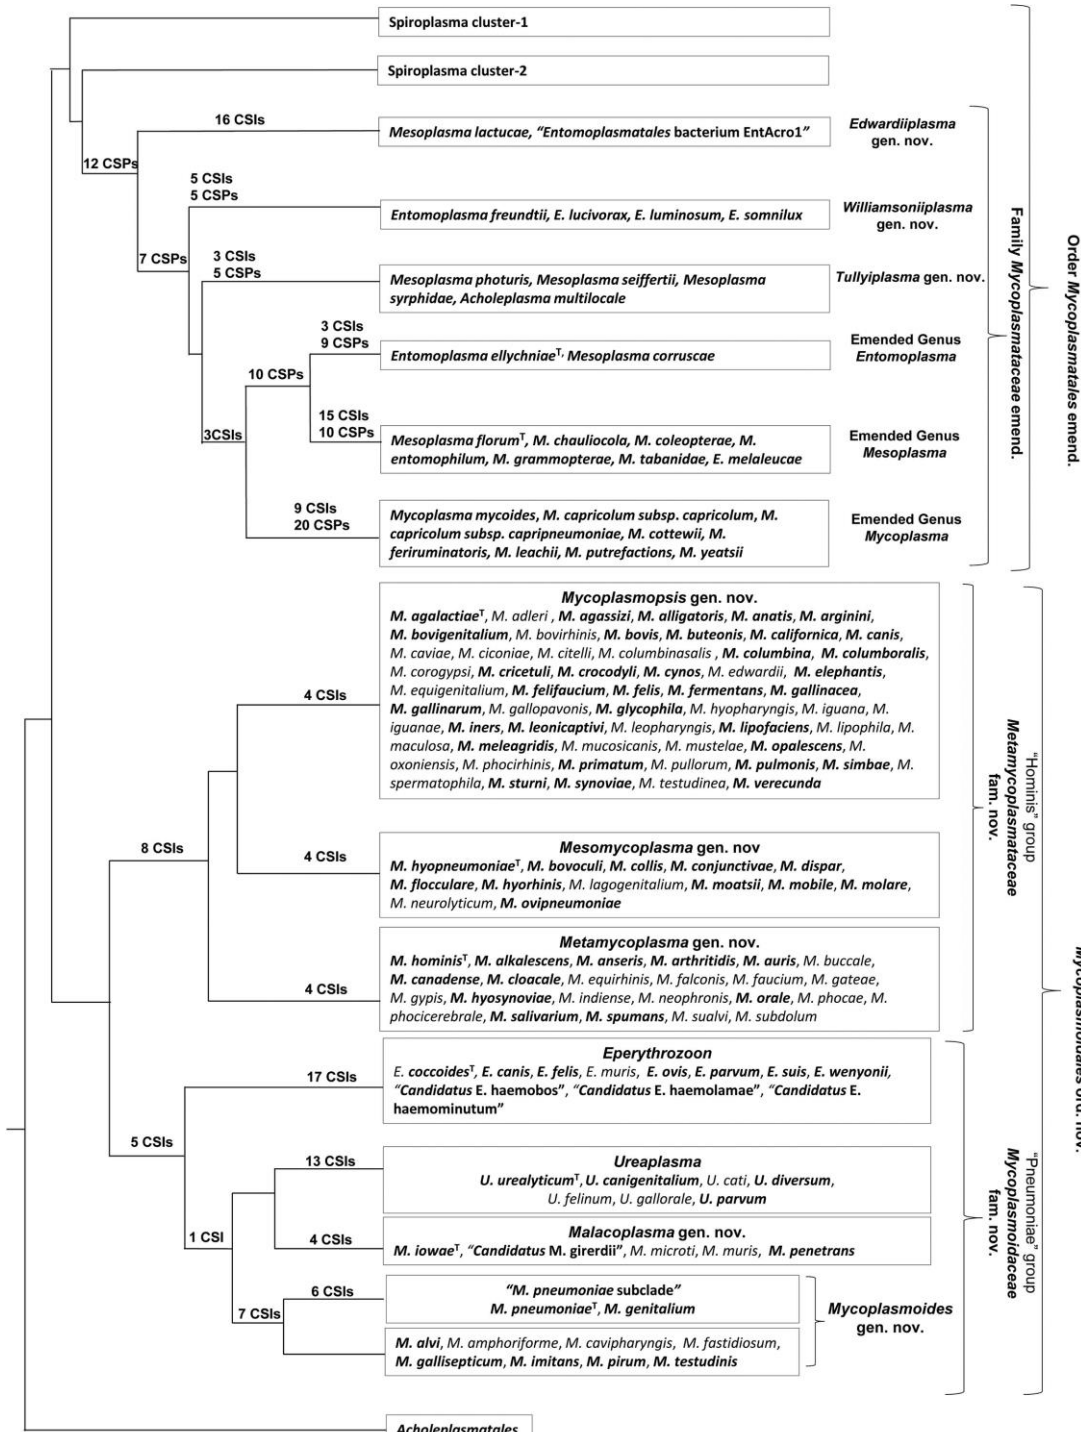 Spiroplasma cluster-1
Spiroplasma cluster-2
16 CSIs
Mesoplasma lactucae, “Entomoplasmatales bacterium EntAcro1”
Edwardiiplasma
gen. nov.
12 CSPs
5 CSIs
5 CSPs
Entomoplasma freundtii, E. lucivorax, E. luminosum, E. somnilux
Williamsoniiplasma
gen. nov.
7 CSPs
3 CSIs
5 CSPs
Mesoplasma photuris, Mesoplasma seiffertii, Mesoplasma
syrphidae, Acholeplasma multilocale
Tullyiplasma gen. nov.
3 CSIs
9 CSPs
Entomoplasma ellychniaeT, Mesoplasma corruscae
Emended Genus
Entomoplasma
10 CSPs
15 CSIs
10 CSPs
3CSIs
Mesoplasma florumT, M. chauliocola, M. coleopterae, M.
entomophilum, M. grammopterae, M. tabanidae, E. melaleucae
Emended Genus
Mesoplasma
9 CSIs
20 CSPs
Mycoplasma mycoides, M. capricolum subsp. capricolum, M.
capricolum subsp. capripneumoniae, M. cottewii, M.
feriruminatoris, M. leachii, M. putrefactions, M. yeatsii
Emended Genus
Mycoplasma
Family Mycoplasmataceae emend.
Order Mycoplasmatales emend.
Mycoplasmopsis gen. nov.
M. agalactiaeT, M. adleri , M. agassizi, M. alligatoris, M. anatis, M. arginini,
M. bovigenitalium, M. bovirhinis, M. bovis, M. buteonis, M. californica, M. canis,
M. caviae, M. ciconiae, M. citelli, M. columbinasalis , M. columbina, M. columboralis,
M. corogypsi, M. cricetuli, M. crocodyli, M. cynos, M. edwardii, M. elephantis,
M. equigenitalium, M. felifaucium, M. felis, M. fermentans, M. gallinacea,
M. gallinarum, M. gallopavonis, M. glycophila, M. hyopharyngis, M. iguana, M.
iguanae, M. iners, M. leonicaptivi, M. leopharyngis, M. lipofaciens, M. lipophila, M.
maculosa, M. meleagridis, M. mucosicanis, M. mustelae, M. opalescens, M.
oxoniensis, M. phocirhinis, M. primatum, M. pullorum, M. pulmonis, M. simbae, M.
spermatophila, M. sturni, M. synoviae, M. testudinea, M. verecunda
4 CSIs
8 CSIs
4 CSIs
Mesomycoplasma gen. nov
M. hyopneumoniaeT, M. bovoculi, M. collis, M. conjunctivae, M. dispar,
M. flocculare, M. hyorhinis, M. lagogenitalium, M. moatsii, M. mobile, M. molare,
M. neurolyticum, M. ovipneumoniae
4 CSIs
Metamycoplasma gen. nov.
M. hominisT, M. alkalescens, M. anseris, M. arthritidis, M. auris, M. buccale,
M. canadense, M. cloacale, M. equirhinis, M. falconis, M. faucium, M. gateae,
M. gypis, M. hyosynoviae, M. indiense, M. neophronis, M. orale, M. phocae, M.
phocicerebrale, M. salivarium, M. spumans, M. sualvi, M. subdolum
“Hominis” group
Metamycoplasmataceae
fam. nov.
17 CSIs
Eperythrozoon
E. coccoidesT, E. canis, E. felis, E. muris, E. ovis, E. parvum, E. suis, E. wenyonii,
“Candidatus E. haemobos”, “Candidatus E. haemolamae”, “Candidatus E.
haemominutum”
5 CSIs
13 CSIs
Ureaplasma
U. urealyticumT, U. canigenitalium, U. cati, U. diversum,
U. felinum, U. gallorale, U. parvum
1 CSI
4 CSIs
Malacoplasma gen. nov.
M. iowaeT, “Candidatus M. girerdii”, M. microti, M. muris, M. penetrans
6 CSIs
“M. pneumoniae subclade”
M. pneumoniaeT, M. genitalium
7 CSIs
M. alvi, M. amphoriforme, M. cavipharyngis, M. fastidiosum,
M. gallisepticum, M. imitans, M. pirum, M. testudinis
Mycoplasmoides
gen. nov.
“Pneumoniae” group
Mycoplasmoidaceae
fam. nov.
Mycoplasmoidales ord. nov.
Acholeplasmatales